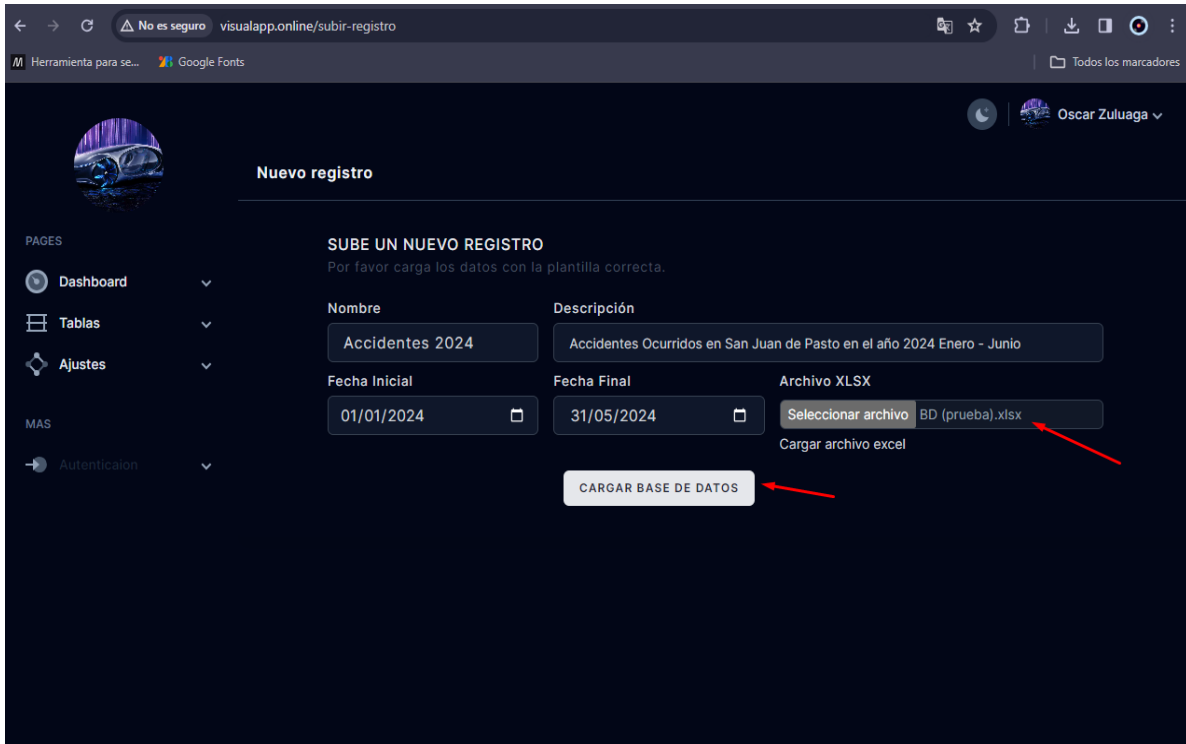 No es seguro visualapp.online/subir-registro
M Herramienta para se... Google Fonts Todos los marcadores
Oscar Zuluaga
Nuevo registro
PAGES
Dashboard
Tablas
Ajustes
MAS
Autenticaion
SUBE UN NUEVO REGISTRO
Por favor carga los datos con la plantilla correcta.
Nombre Descripción
Accidentes 2024 Accidentes Ocurridos en San Juan de Pasto en el año 2024 Enero - Junio
Fecha Inicial Fecha Final Archivo XLSX
01/01/2024 31/05/2024 Seleccionar archivo BD (prueba).xlsx
Cargar archivo excel
CARGAR BASE DE DATOS